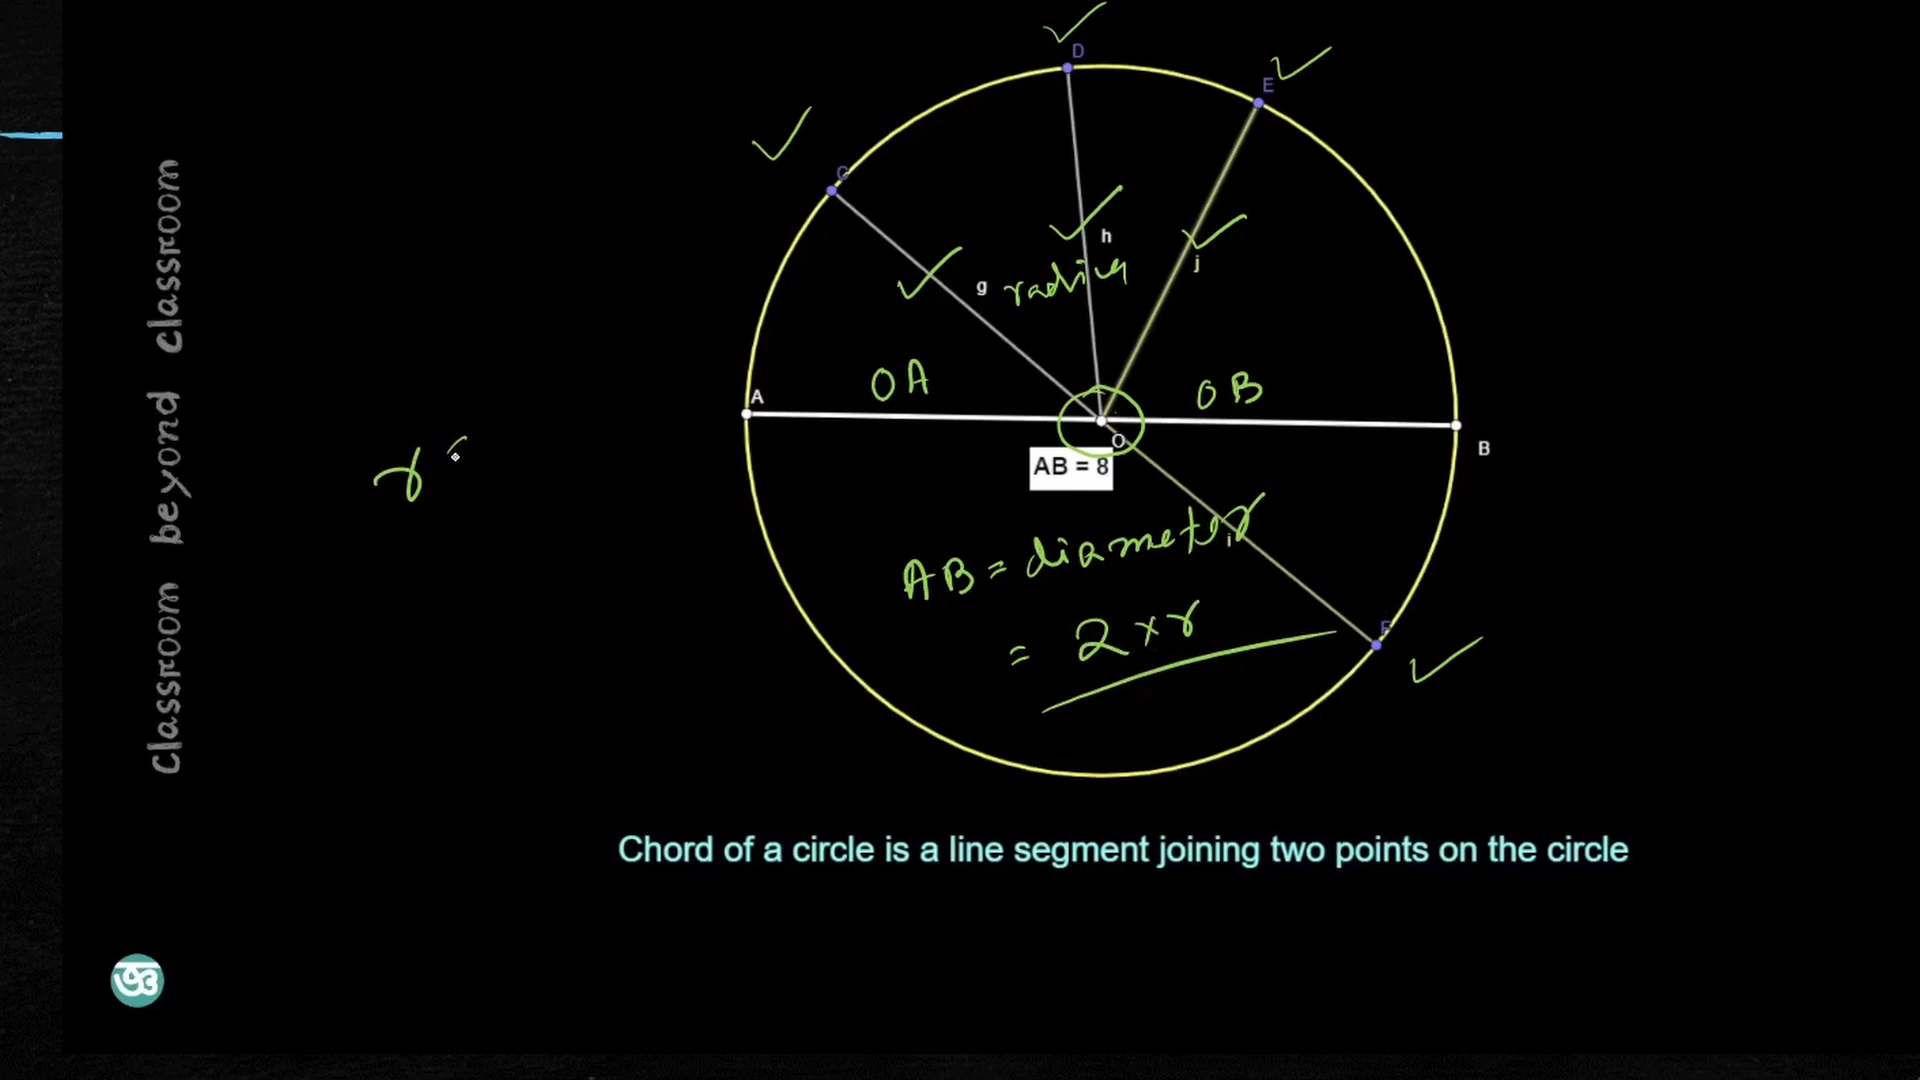 D
E
C
h
g
radius
j
OA
OB
A
O
B
AB = 8
r
AB = diameter
i
= 2 × r
F
Classroom beyond classroom
Chord of a circle is a line segment joining two points on the circle